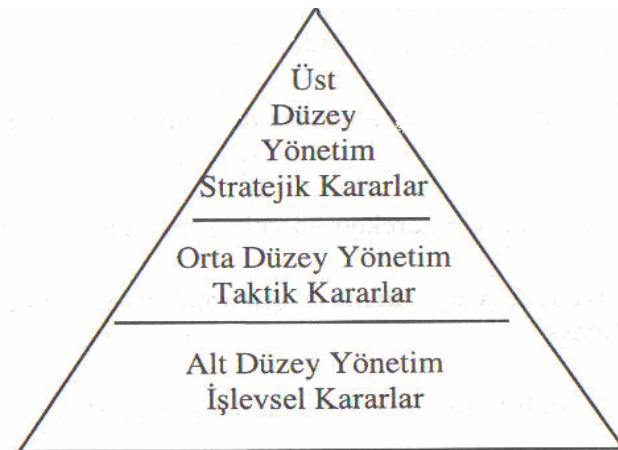 Üst
Düzey
Yönetim
Stratejik Kararlar
Orta Düzey Yönetim
Taktik Kararlar
Alt Düzey Yönetim
İşlevsel Kararlar